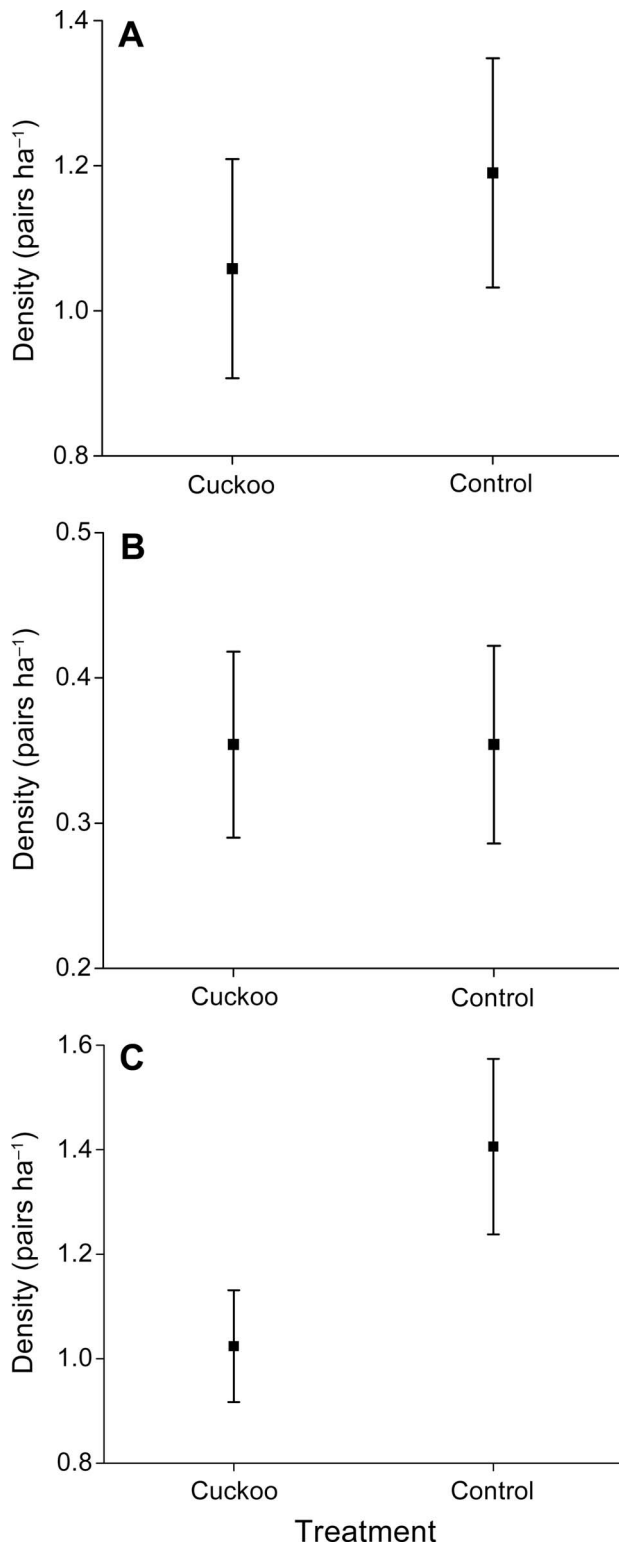 A
Density (pairs ha⁻¹)
1.4
1.2
1.0
0.8
Cuckoo Control
B
Density (pairs ha⁻¹)
0.5
0.4
0.3
0.2
Cuckoo Control
C
Density (pairs ha⁻¹)
1.6
1.4
1.2
1.0
0.8
Cuckoo Control
Treatment